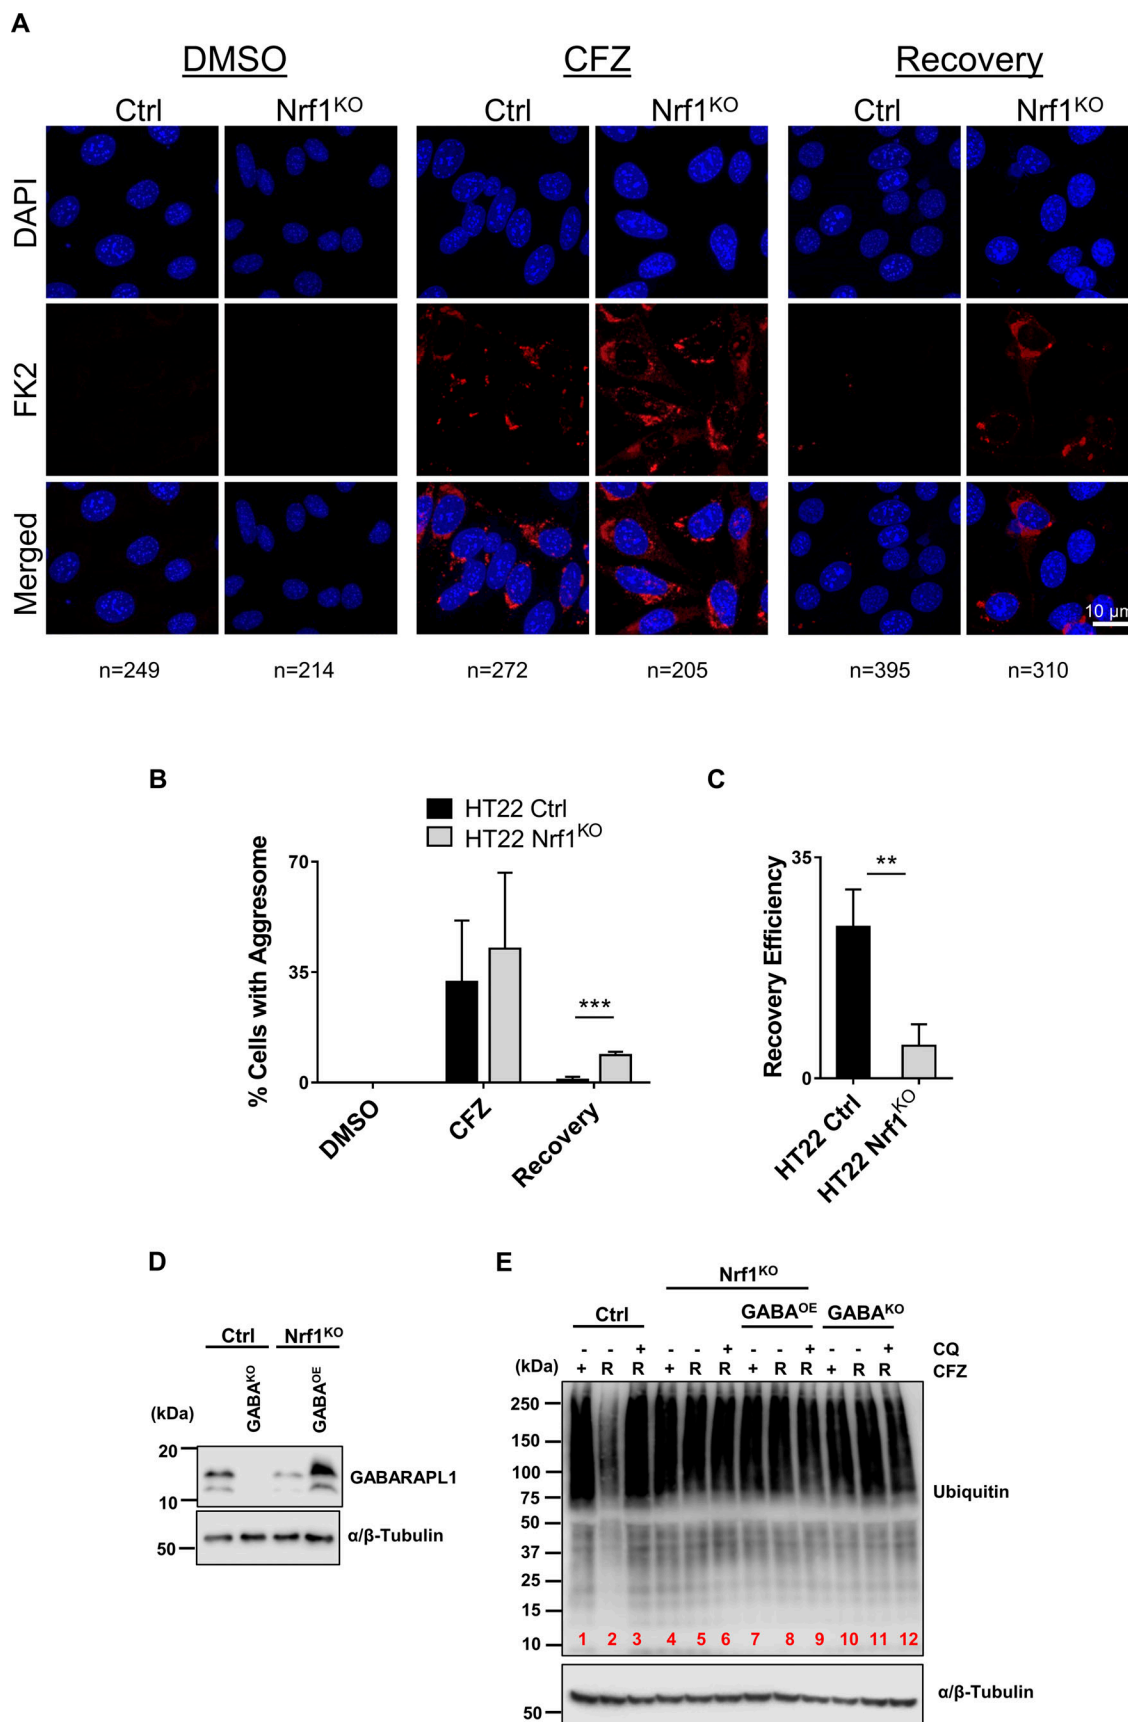 A
DMSO CFZ Recovery
Ctrl Nrf1KO Ctrl Nrf1KO Ctrl Nrf1KO
DAPI
FK2
Merged
10 µm
n=249 n=214 n=272 n=205 n=395 n=310
B
HT22 Ctrl
HT22 Nrf1KO
% Cells with Aggresome
70
35
***
0
DMSO CFZ Recovery
C
Recovery Efficiency
35
**
0
HT22 Ctrl HT22 Nrf1KO
D
Ctrl Nrf1KO
GABAKO GABAOE
(kDa)
20
GABARAPL1
10
α/β-Tubulin
50
E
Nrf1KO
Ctrl GABAOE GABAKO
- - + - - + - - + - - + CQ
(kDa) + R R + R R + R R + R R CFZ
250
150
100
75
Ubiquitin
50
37
25
15
10
1 2 3 4 5 6 7 8 9 10 11 12
α/β-Tubulin
50